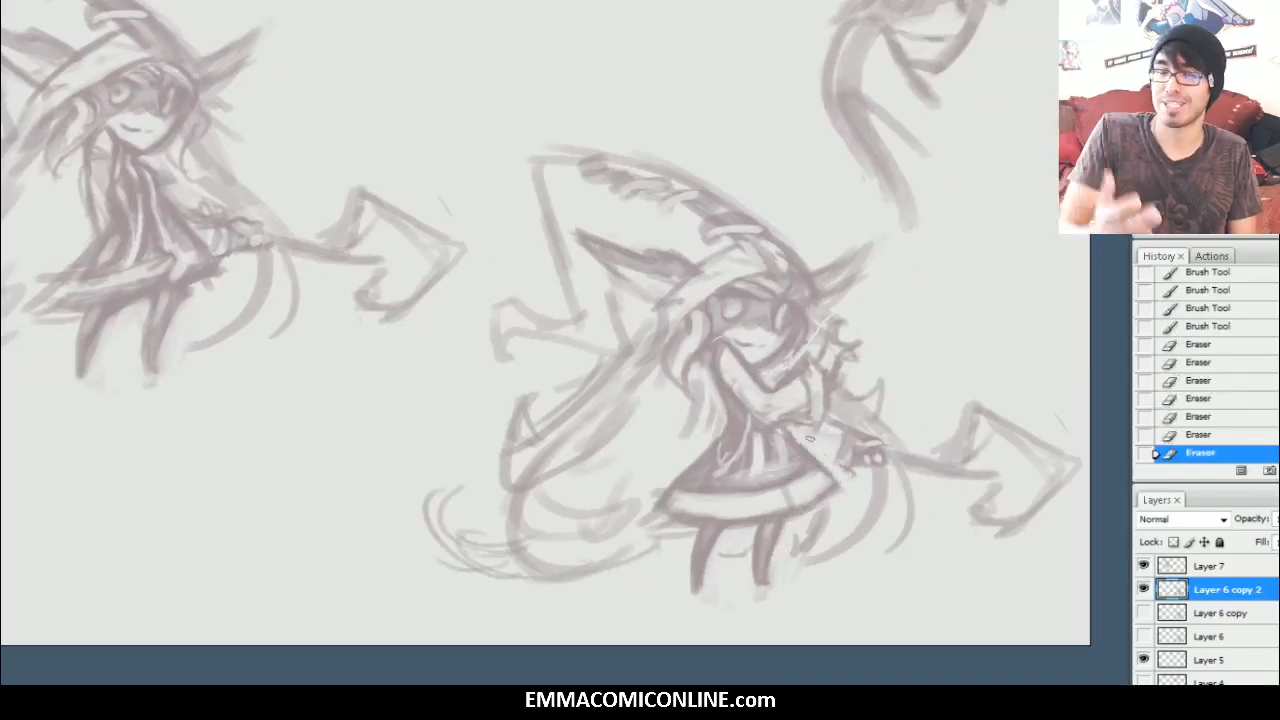 History ×
Actions
Brush Tool
Brush Tool
Brush Tool
Brush Tool
Eraser
Eraser
Eraser
Eraser
Eraser
Eraser
Eraser
Layers ×
Normal
Opacity:
Lock:
Fill:
Layer 7
Layer 6 copy 2
Layer 6 copy
Layer 6
Layer 5
Layer 4
EMMACOMICONLINE.com